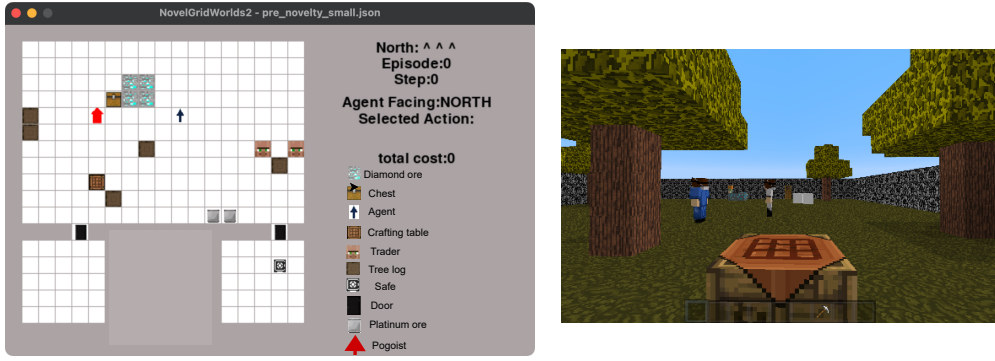 NovelGridWorlds2 - pre_novelty_small.json
North: ^ ^ ^
Episode:0
Step:0
Agent Facing:NORTH
Selected Action:
total cost:0
Diamond ore
Chest
Agent
Crafting table
Trader
Tree log
Safe
Door
Platinum ore
Pogoist